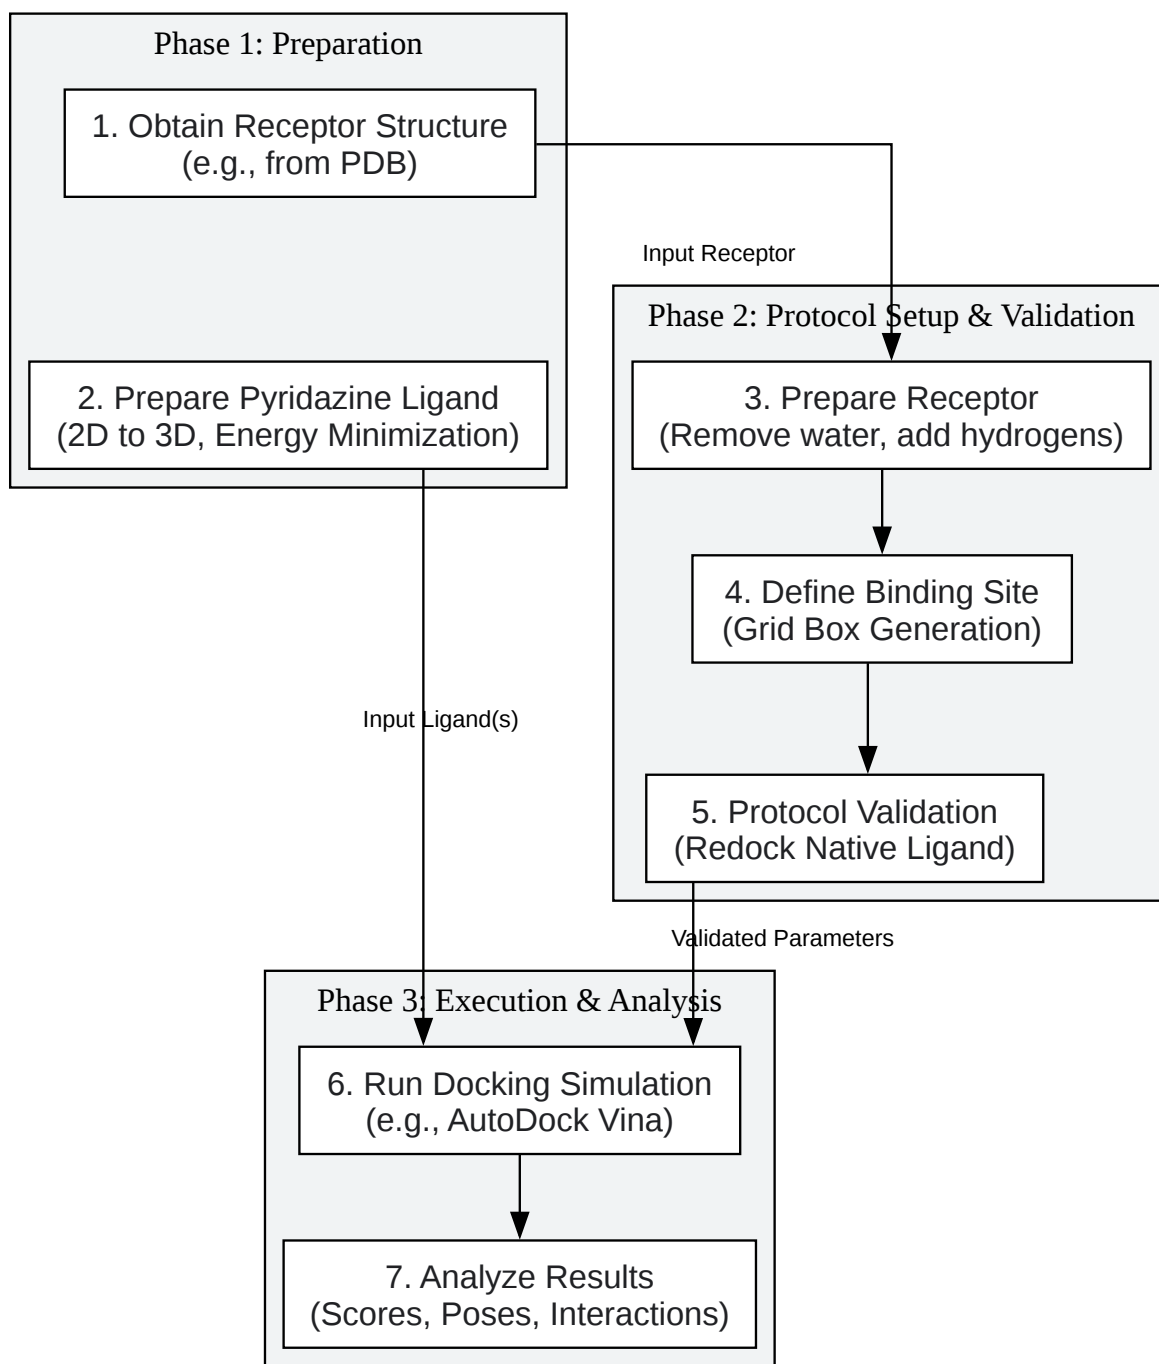 Phase 1: Preparation
1. Obtain Receptor Structure
(e.g., from PDB)
Input Receptor
Phase 2: Protocol Setup & Validation
2. Prepare Pyridazine Ligand
(2D to 3D, Energy Minimization)
3. Prepare Receptor
(Remove water, add hydrogens)
4. Define Binding Site
(Grid Box Generation)
Input Ligand(s)
5. Protocol Validation
(Redock Native Ligand)
Validated Parameters
Phase 3: Execution & Analysis
6. Run Docking Simulation
(e.g., AutoDock Vina)
7. Analyze Results
(Scores, Poses, Interactions)